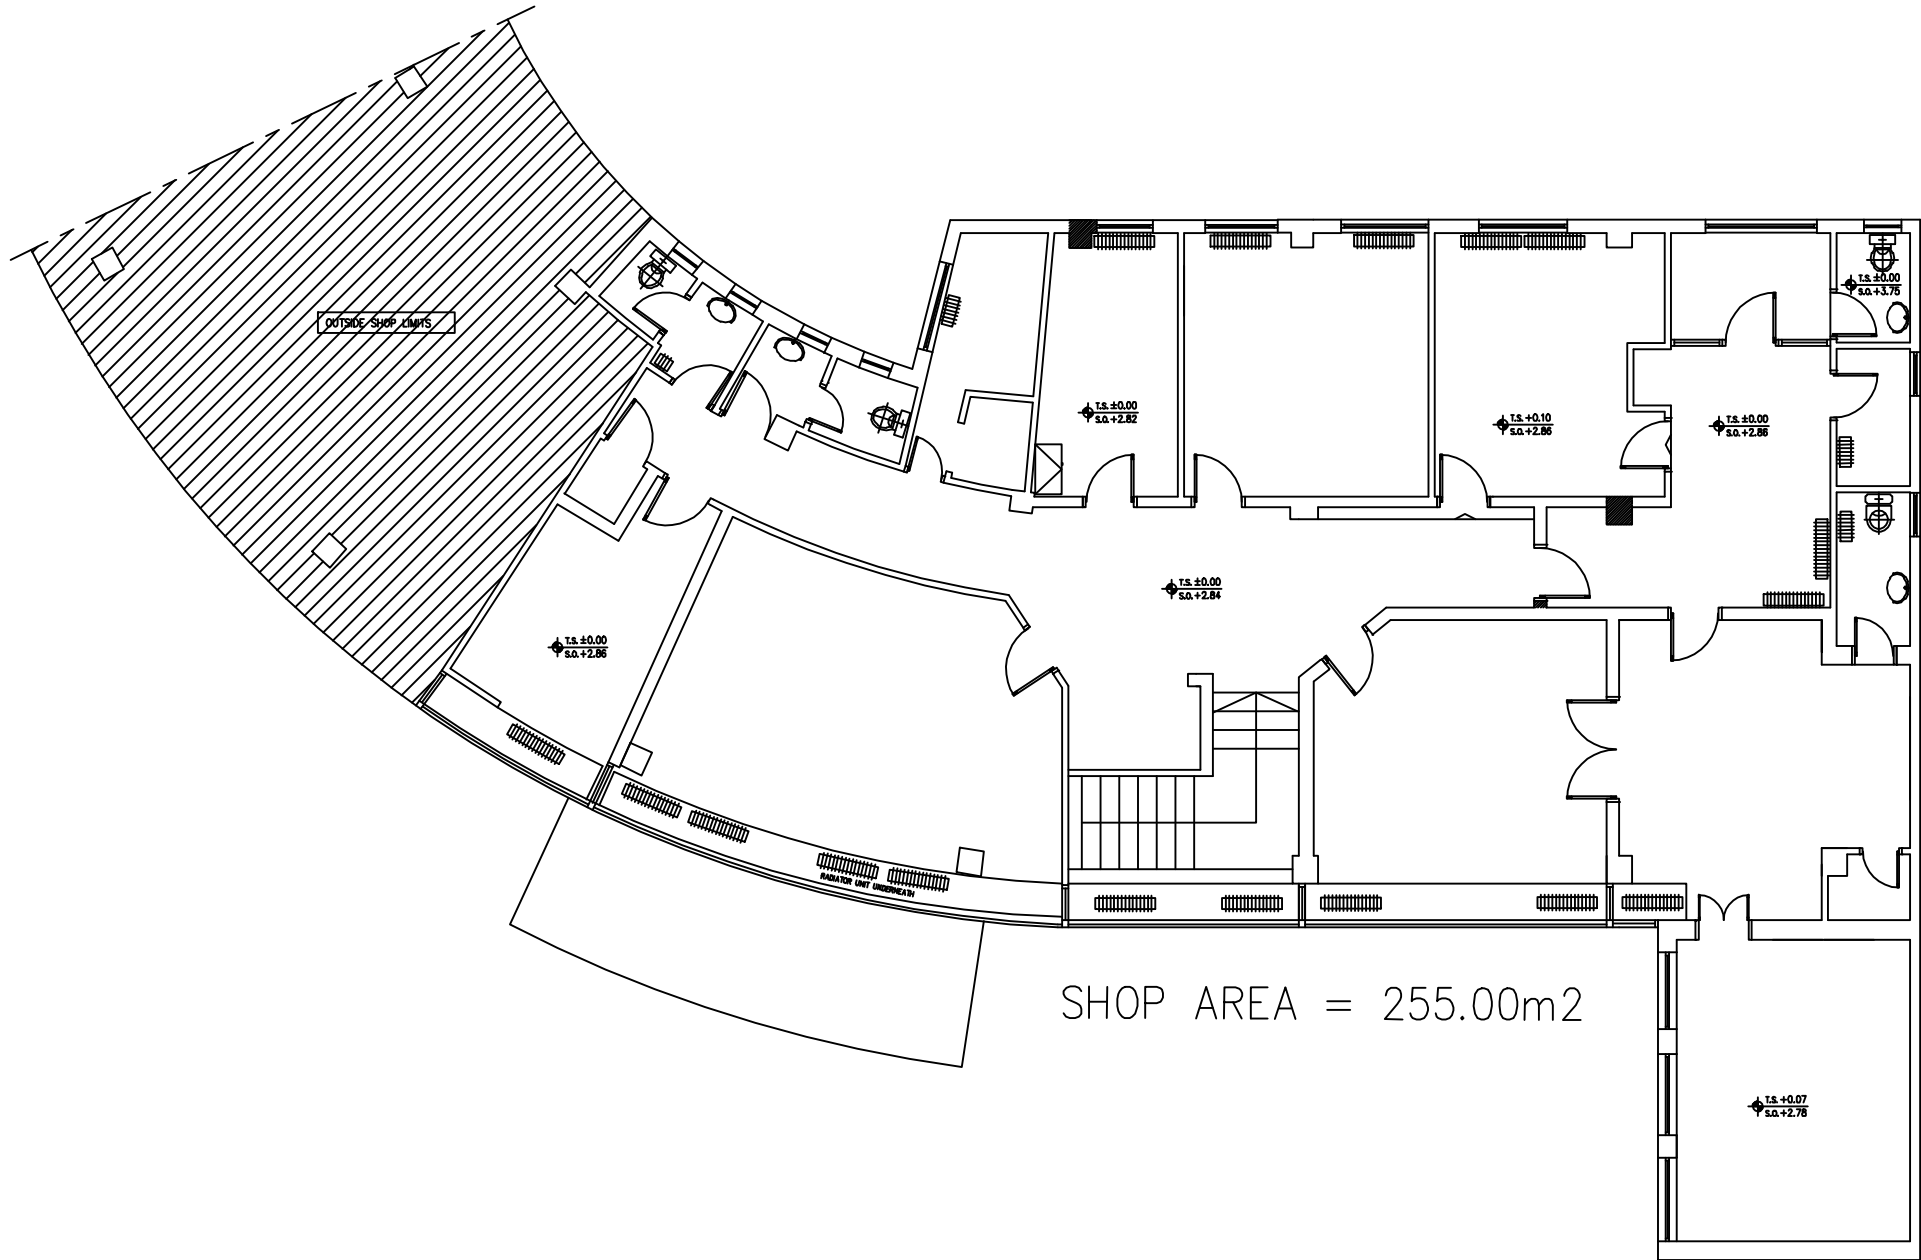 T.S. ±0.00
s.o.+3.75
OUTSIDE SHOP LIMITS
T.S. ±0.00
s.o.+2.82
T.S. +0.10
s.o.+2.86
T.S. ±0.00
s.o.+2.86
T.S. ±0.00
s.o.+2.84
T.S. ±0.00
s.o.+2.86
RADIATOR UNIT UNDERNEATH
SHOP AREA = 255.00m2
T.S. +0.07
s.o.+2.78